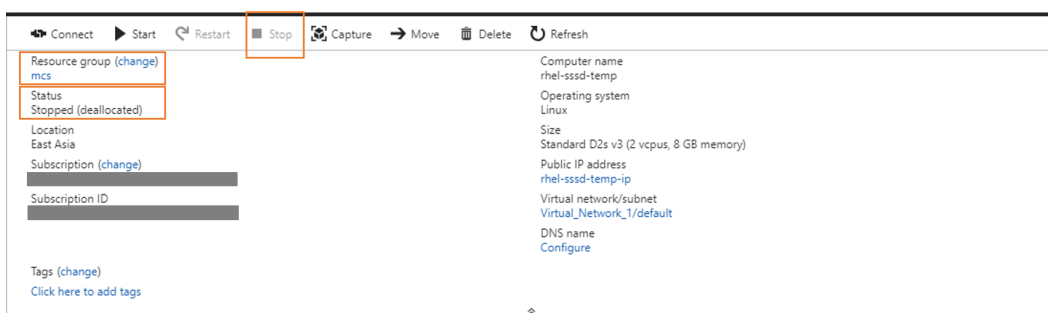 Connect Start Restart Stop Capture Move Delete Refresh
Resource group (change)
mcs
Status
Stopped (deallocated)
Location
East Asia
Subscription (change)
Subscription ID
Tags (change)
Click here to add tags
Computer name
rhel-sssd-temp
Operating system
Linux
Size
Standard D2s v3 (2 vcpus, 8 GB memory)
Public IP address
rhel-sssd-temp-ip
Virtual network/subnet
Virtual_Network_1/default
DNS name
Configure